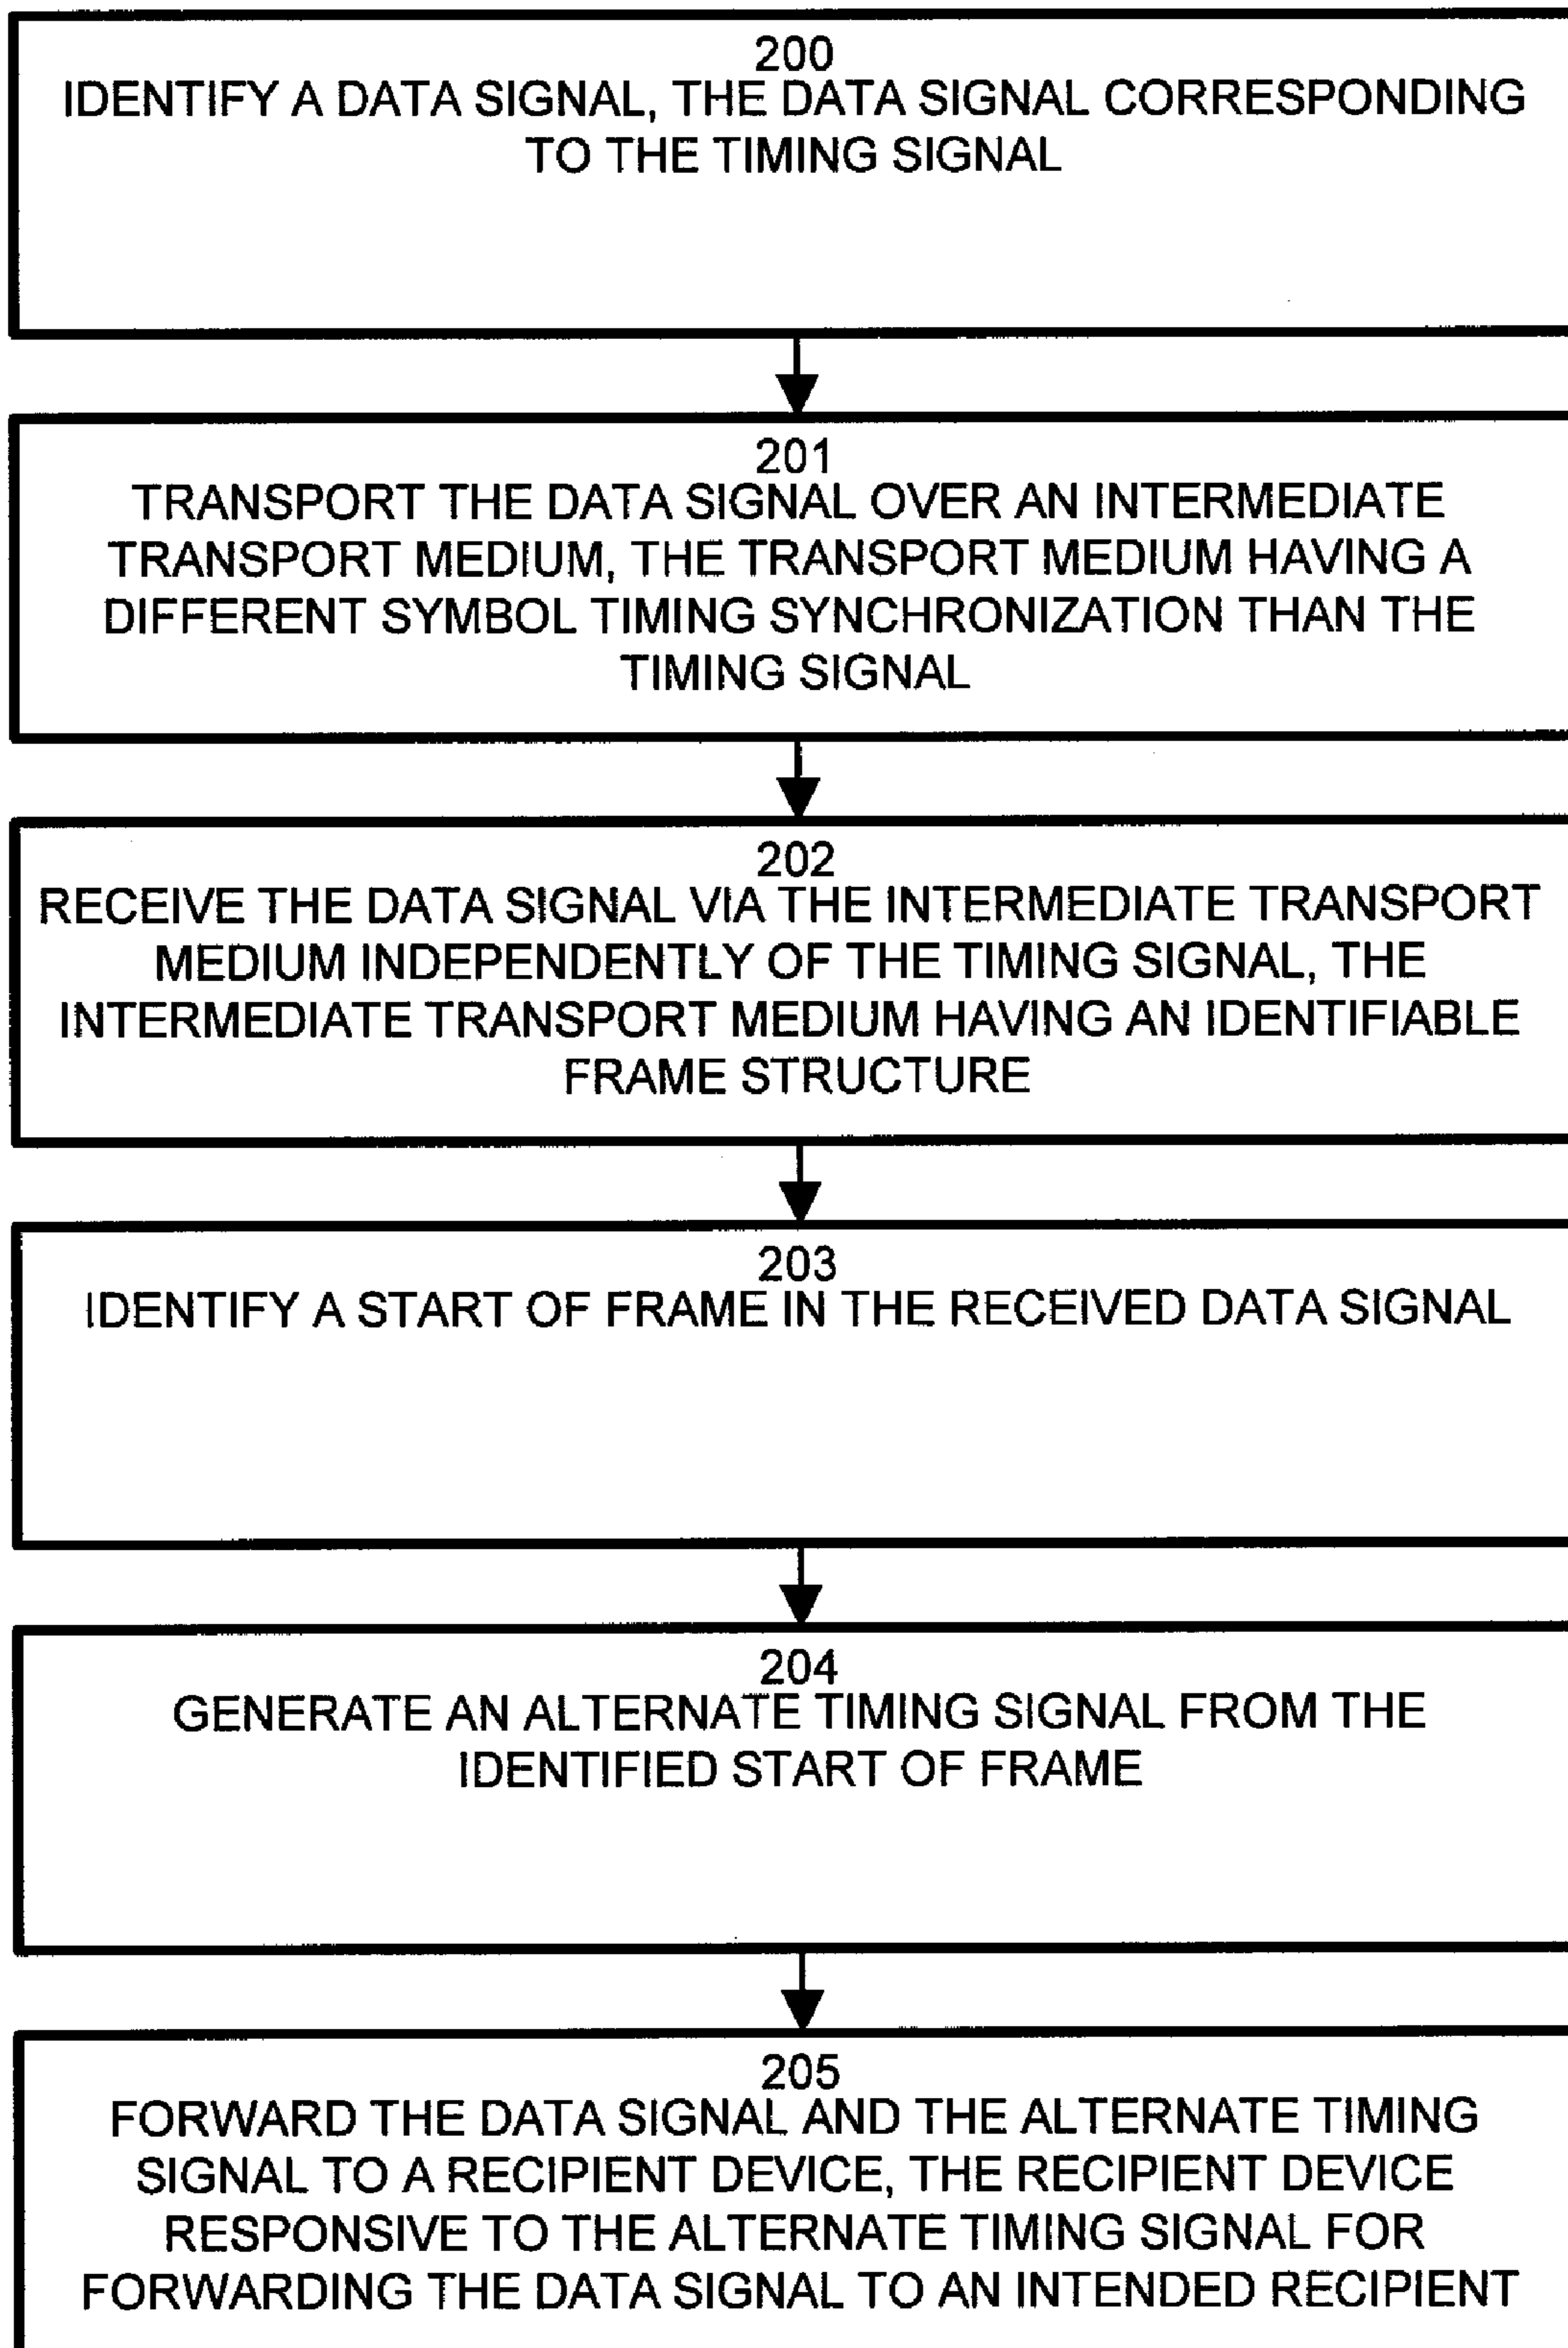 200
IDENTIFY A DATA SIGNAL, THE DATA SIGNAL CORRESPONDING
TO THE TIMING SIGNAL
201
TRANSPORT THE DATA SIGNAL OVER AN INTERMEDIATE
TRANSPORT MEDIUM, THE TRANSPORT MEDIUM HAVING A
DIFFERENT SYMBOL TIMING SYNCHRONIZATION THAN THE
TIMING SIGNAL
202
RECEIVE THE DATA SIGNAL VIA THE INTERMEDIATE TRANSPORT
MEDIUM INDEPENDENTLY OF THE TIMING SIGNAL, THE
INTERMEDIATE TRANSPORT MEDIUM HAVING AN IDENTIFIABLE
FRAME STRUCTURE
203
IDENTIFY A START OF FRAME IN THE RECEIVED DATA SIGNAL
204
GENERATE AN ALTERNATE TIMING SIGNAL FROM THE
IDENTIFIED START OF FRAME
205
FORWARD THE DATA SIGNAL AND THE ALTERNATE TIMING
SIGNAL TO A RECIPIENT DEVICE, THE RECIPIENT DEVICE
RESPONSIVE TO THE ALTERNATE TIMING SIGNAL FOR
FORWARDING THE DATA SIGNAL TO AN INTENDED RECIPIENT